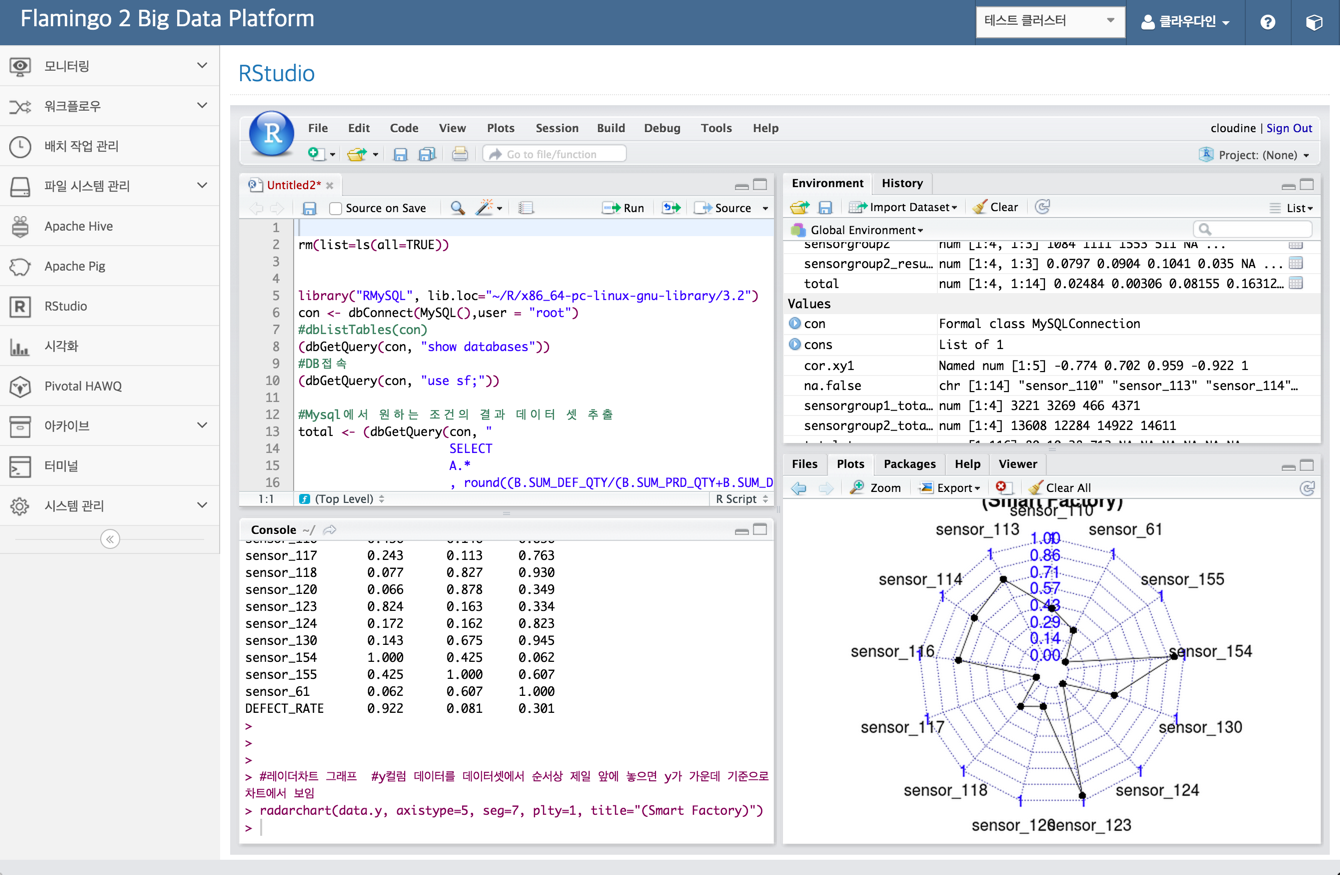 Flamingo 2 Big Data Platform
테스트 클러스터
클라우다인
모니터링
워크플로우
배치 작업 관리
파일 시스템 관리
Apache Hive
Apache Pig
RStudio
시각화
Pivotal HAWQ
아카이브
터미널
시스템 관리
RStudio
File Edit Code View Plots Session Build Debug Tools Help
cloudine | Sign Out
Go to file/function
Project: (None)
Untitled2*
Source on Save Run Source
1
2 rm(list=ls(all=TRUE))
3
4
5 library("RMySQL", lib.loc="~/R/x86_64-pc-linux-gnu-library/3.2")
6 con <- dbConnect(MySQL(),user = "root")
7 #dbListTables(con)
8 (dbGetQuery(con, "show databases"))
9 #DB접속
10 (dbGetQuery(con, "use sf;"))
11
12 #Mysql에서 원하는 조건의 결과 데이터 셋 추출
13 total <- (dbGetQuery(con, "
14 SELECT
15 A.*
16 , round((B.SUM_DEF_QTY/(B.SUM_PRD_QTY+B.SUM_D
1:1 (Top Level) R Script
Console ~/
sensor_117 0.243 0.113 0.763
sensor_118 0.077 0.827 0.930
sensor_120 0.066 0.878 0.349
sensor_123 0.824 0.163 0.334
sensor_124 0.172 0.162 0.823
sensor_130 0.143 0.675 0.945
sensor_154 1.000 0.425 0.062
sensor_155 0.425 1.000 0.607
sensor_61 0.062 0.607 1.000
DEFECT_RATE 0.922 0.081 0.301
>
>
>
> #레이더차트 그래프 #y컬럼 데이터를 데이터셋에서 순서상 제일 앞에 놓으면 y가 가운데 기준으로
차트에서 보임
> radarchart(data.y, axistype=5, seg=7, plty=1, title="(Smart Factory)")
>
Environment History
Import Dataset Clear List
Global Environment
sensorgroup2 num [1:4, 1:3] 1084 1111 1553 511 NA ...
sensorgroup2_resu… num [1:4, 1:3] 0.0797 0.0904 0.1041 0.035 NA ...
total num [1:4, 1:14] 0.02484 0.00306 0.08155 0.16312…
Values
con Formal class MySQLConnection
cons List of 1
cor.xy1 Named num [1:5] -0.774 0.702 0.959 -0.922 1
na.false chr [1:14] "sensor_110" "sensor_113" "sensor_114"…
sensorgroup1_tota… num [1:4] 3221 3269 466 4371
sensorgroup2_tota… num [1:4] 13608 12284 14922 14611
Files Plots Packages Help Viewer
Zoom Export Clear All
(Smart Factory)
sensor_110
sensor_113 sensor_61
1.00
1 0.86 1
0.71
sensor_114 sensor_155
0.57
1 0.43 1
0.29
0.14
sensor_116 1 0.00 1 sensor_154
1 1
sensor_117 sensor_130
1 1
sensor_118 sensor_124
1 1
sensor_120 sensor_123